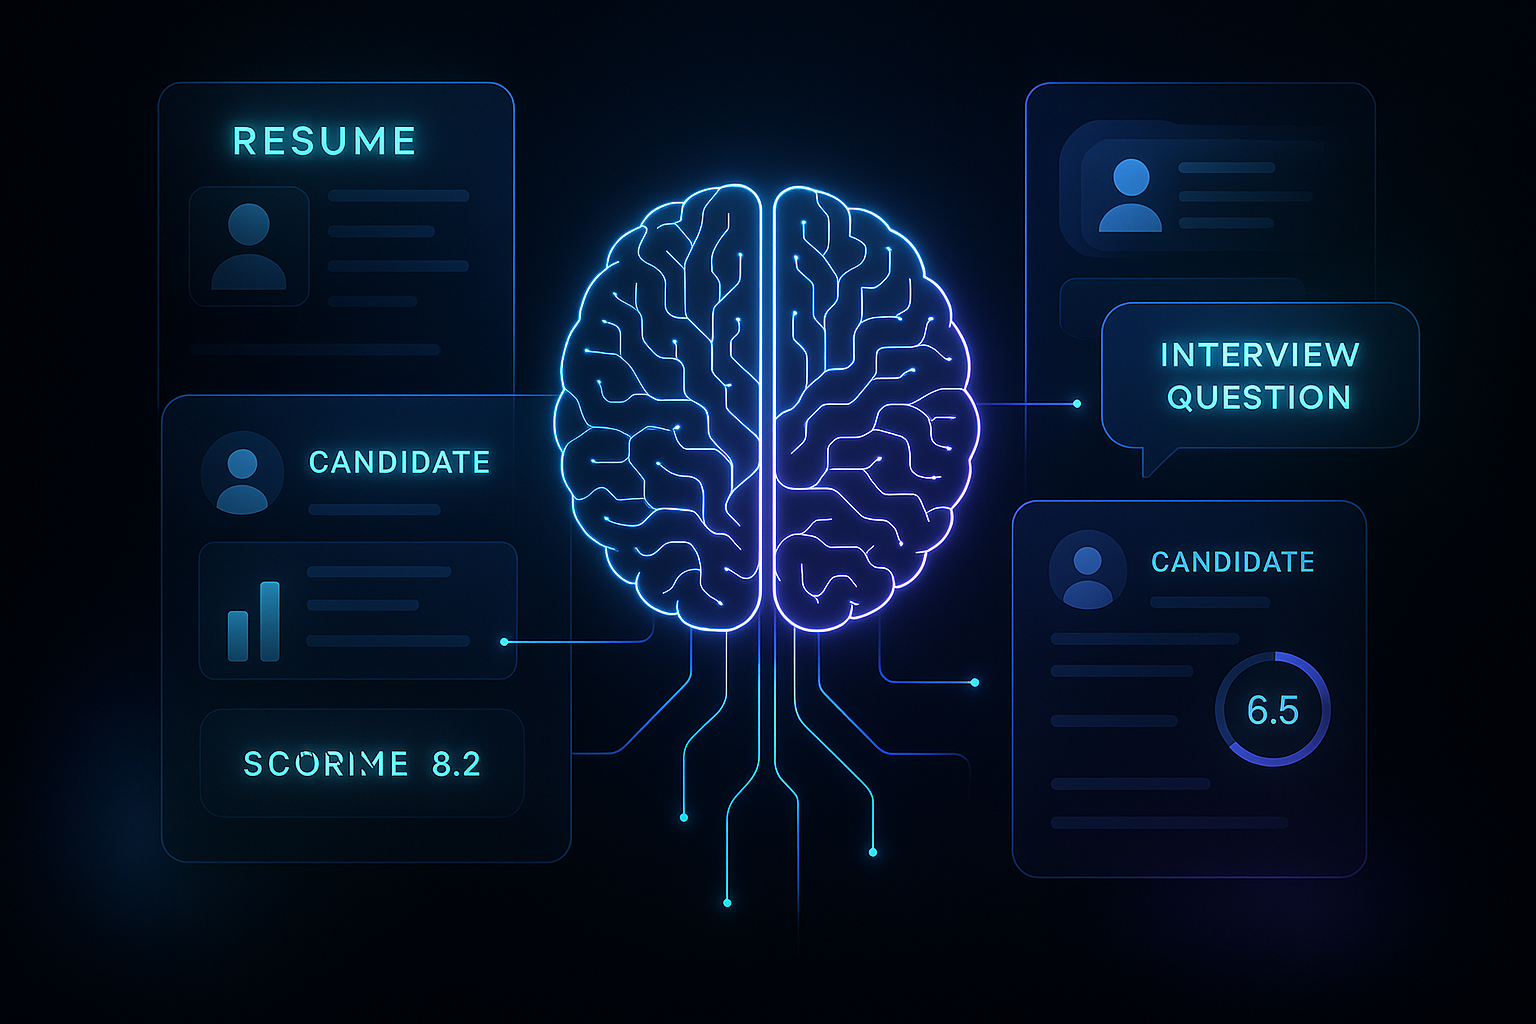 RESUME
CANDIDATE
SCORIME 8.2
INTERVIEW
QUESTION
CANDIDATE
6.5